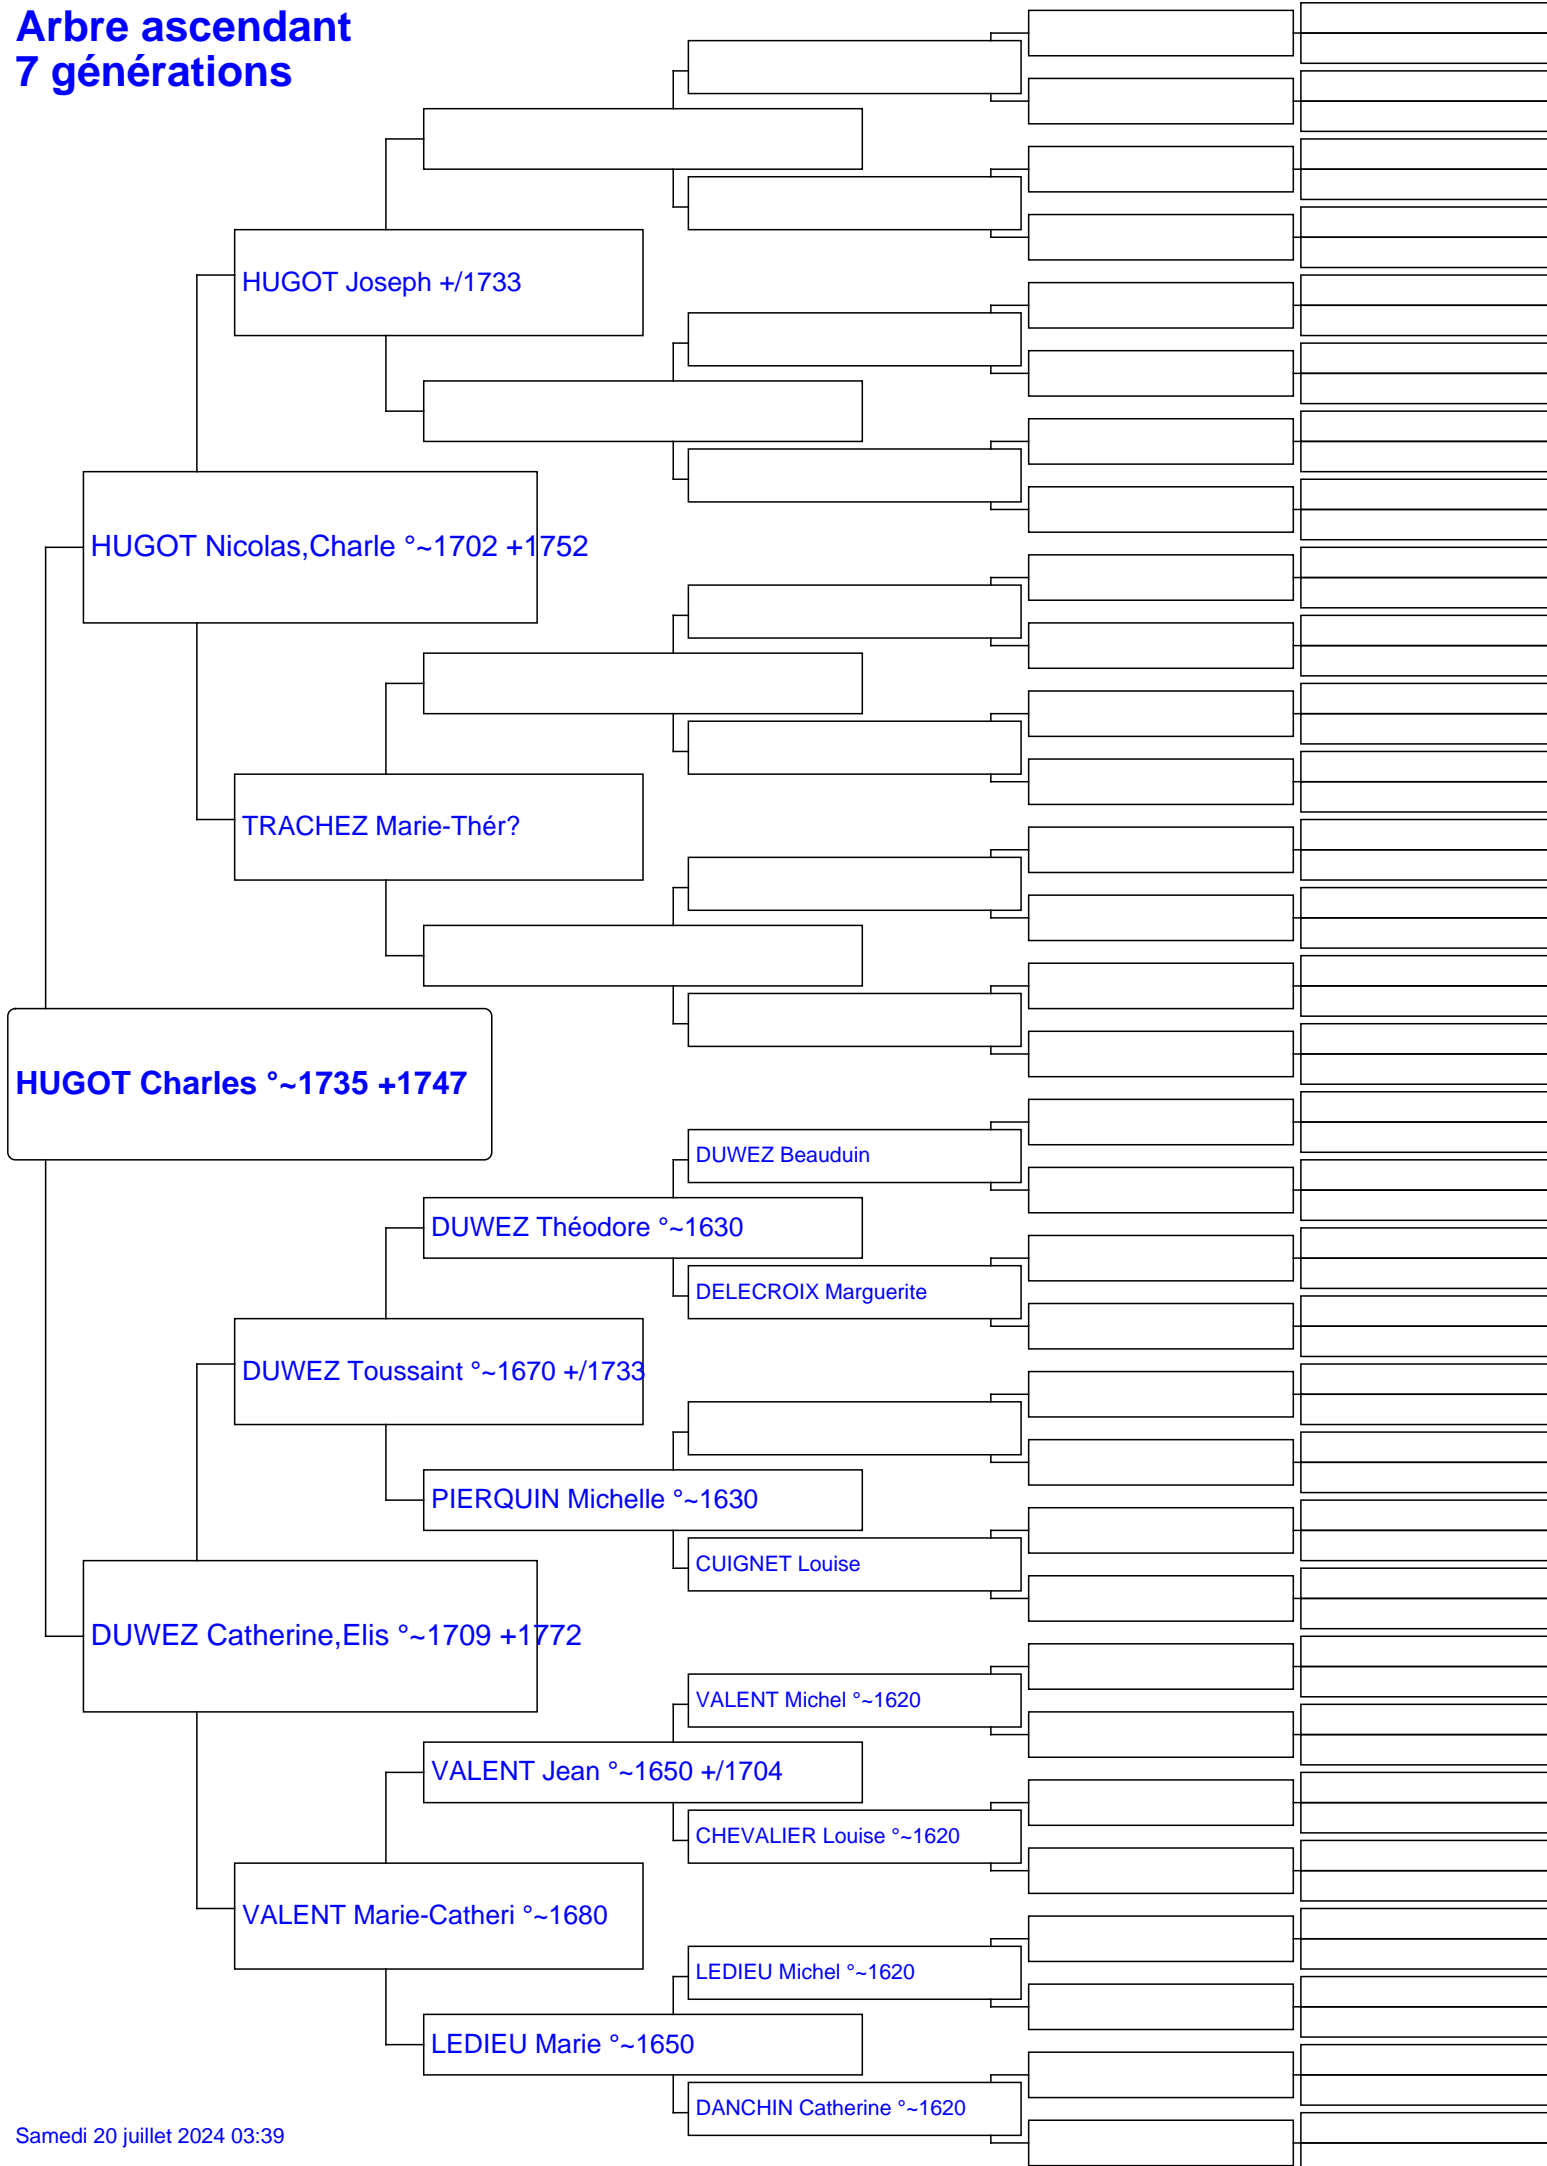 Arbre ascendant
7 générations
HUGOT Joseph +/1733
HUGOT Nicolas,Charle °~1702 +1752
TRACHEZ Marie-Thér?
HUGOT Charles °~1735 +1747
DUWEZ Beauduin
DUWEZ Théodore °~1630
DELECROIX Marguerite
DUWEZ Toussaint °~1670 +/1733
PIERQUIN Michelle °~1630
CUIGNET Louise
DUWEZ Catherine,Elis °~1709 +1772
VALENT Michel °~1620
VALENT Jean °~1650 +/1704
CHEVALIER Louise °~1620
VALENT Marie-Catheri °~1680
LEDIEU Michel °~1620
LEDIEU Marie °~1650
DANCHIN Catherine °~1620
Samedi 20 juillet 2024 03:39